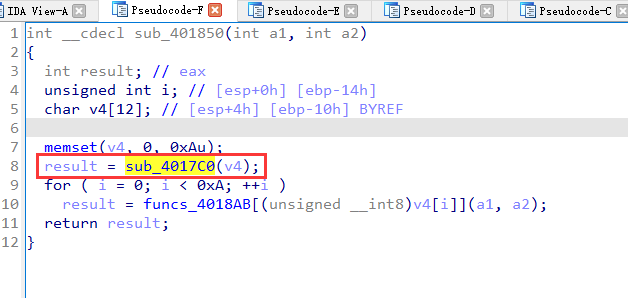 IDA View-A Pseudocode-F Pseudocode-E Pseudocode-D Pseudocode-C
1 int __cdecl sub_401850(int a1, int a2)
2 {
3 int result; // eax
4 unsigned int i; // [esp+0h] [ebp-14h]
5 char v4[12]; // [esp+4h] [ebp-10h] BYREF
6
7 memset(v4, 0, 0xAu);
8 result = sub_4017C0(v4);
9 for ( i = 0; i < 0xA; ++i )
10 result = funcs_4018AB[(unsigned __int8)v4[i]](a1, a2);
11 return result;
12 }